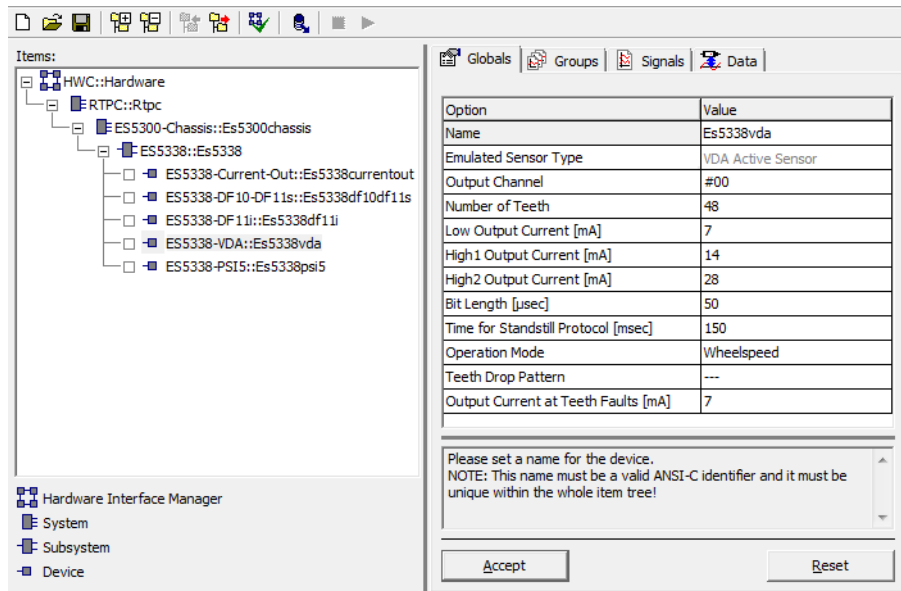 Items:
HWC::Hardware
RTPC::Rtpc
ES5300-Chassis::Es5300chassis
ES5338::Es5338
ES5338-Current-Out::Es5338currentout
ES5338-DF10-DF11s::Es5338df10df11s
ES5338-DF11i::Es5338df11i
ES5338-VDA::Es5338vda
ES5338-PSI5::Es5338psi5
Hardware Interface Manager
System
Subsystem
Device
Globals Groups Signals Data
Option Value
Name Es5338vda
Emulated Sensor Type VDA Active Sensor
Output Channel #00
Number of Teeth 48
Low Output Current [mA] 7
High1 Output Current [mA] 14
High2 Output Current [mA] 28
Bit Length [µsec] 50
Time for Standstill Protocol [msec] 150
Operation Mode Wheelspeed
Teeth Drop Pattern ---
Output Current at Teeth Faults [mA] 7
Please set a name for the device.
NOTE: This name must be a valid ANSI-C identifier and it must be
unique within the whole item tree!
Accept Reset